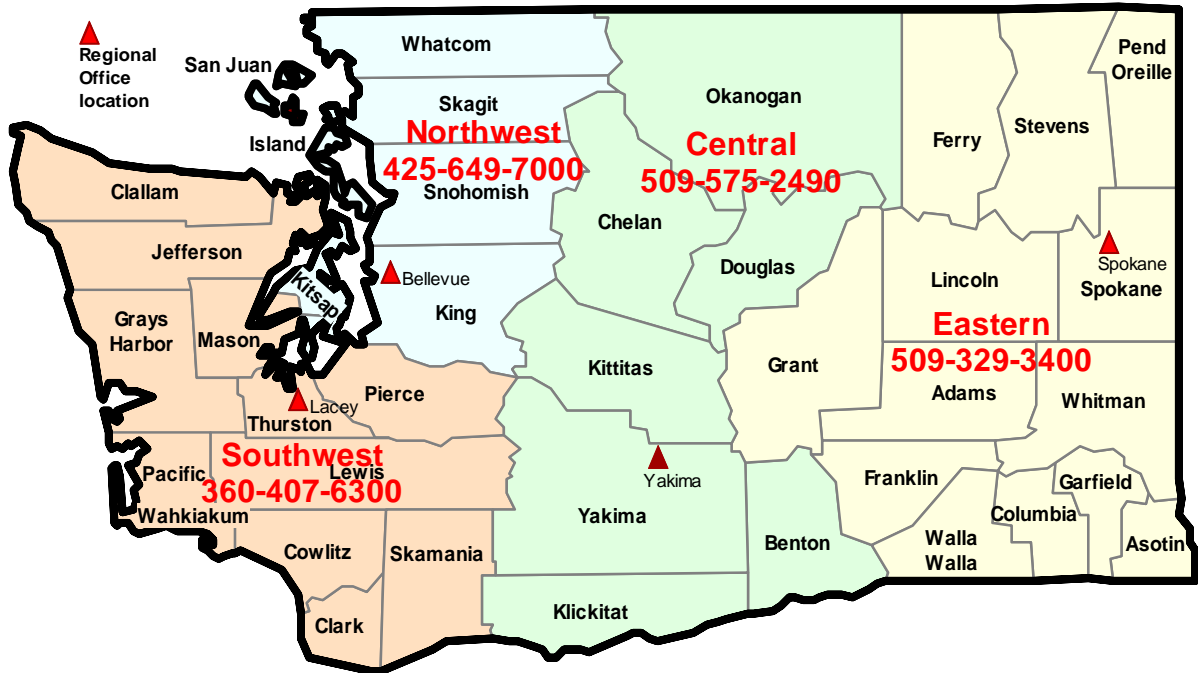 Regional
Office
location
San Juan
Island
Whatcom
Skagit
Northwest
425-649-7000
Snohomish
Bellevue
King
Kitsap
Okanogan
Central
509-575-2490
Chelan
Douglas
Kittitas
Yakima
Yakima
Benton
Klickitat
Ferry
Stevens
Pend
Oreille
Lincoln
Spokane
Spokane
Eastern
509-329-3400
Grant
Adams
Whitman
Franklin
Garfield
Columbia
Walla
Walla
Asotin
Clallam
Jefferson
Grays
Harbor
Mason
Pierce
Lacey
Thurston
Southwest
360-407-6300
Lewis
Pacific
Wahkiakum
Cowlitz
Skamania
Clark